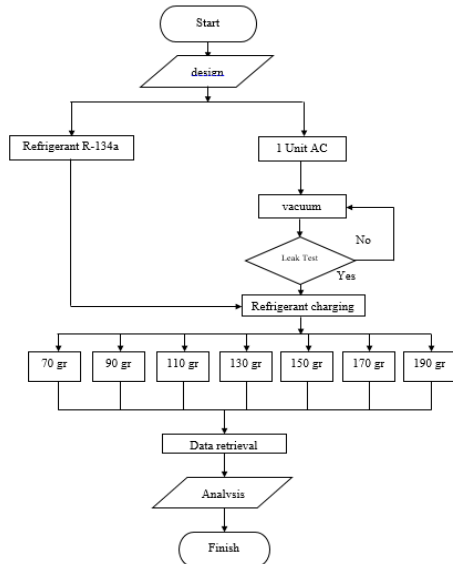 Start
design
Refrigerant R-134a
1 Unit AC
vacuum
No
Leak Test
Yes
Refrigerant charging
70 gr
90 gr
110 gr
130 gr
150 gr
170 gr
190 gr
Data retrieval
Analysis
Finish